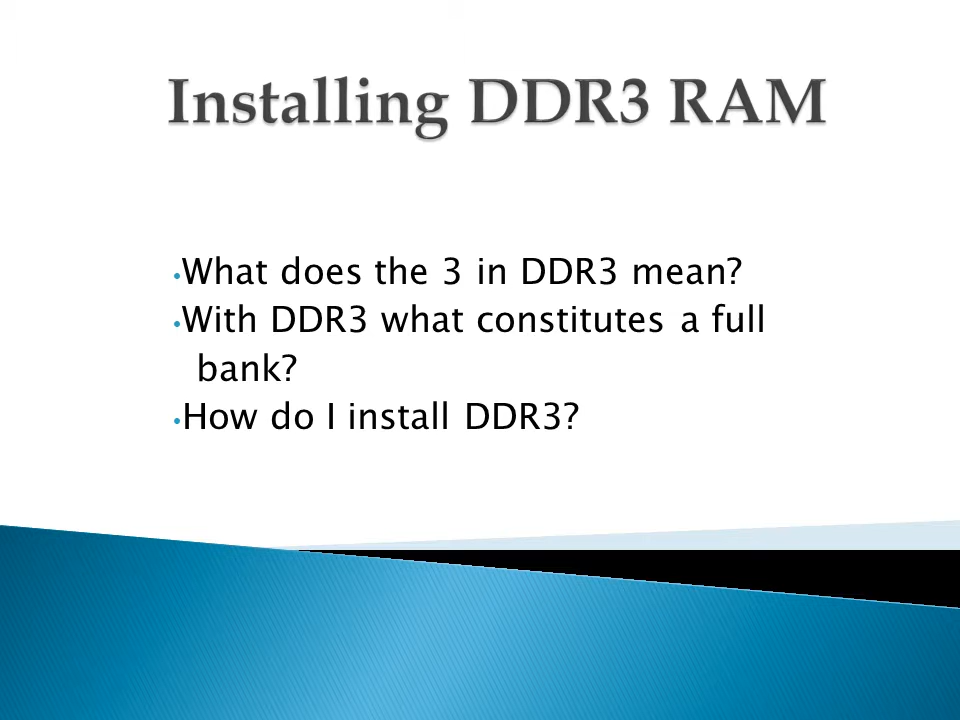 Installing DDR3 RAM
•What does the 3 in DDR3 mean?
•With DDR3 what constitutes a full
bank?
•How do I install DDR3?